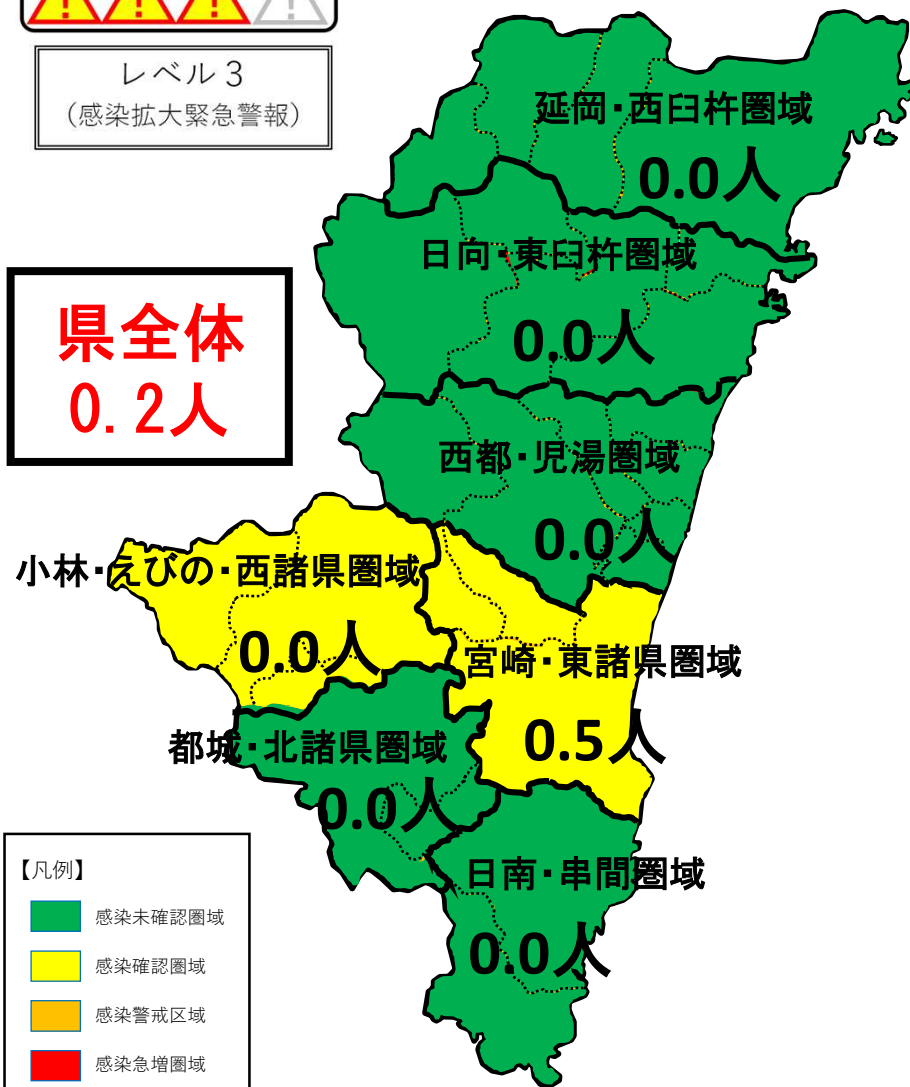 レベル3
(感染拡大緊急警報)
延岡・西臼杵圏域
0.0人
日向・東臼杵圏域
0.0人
県全体
0.2人
西都・児湯圏域
0.0人
小林・えびの・西諸県圏域
0.0人
宮崎・東諸県圏域
0.5人
都城・北諸県圏域
0.0人
日南・串間圏域
0.0人
【凡例】
感染未確認圏域
感染確認圏域
感染警戒区域
感染急増圏域